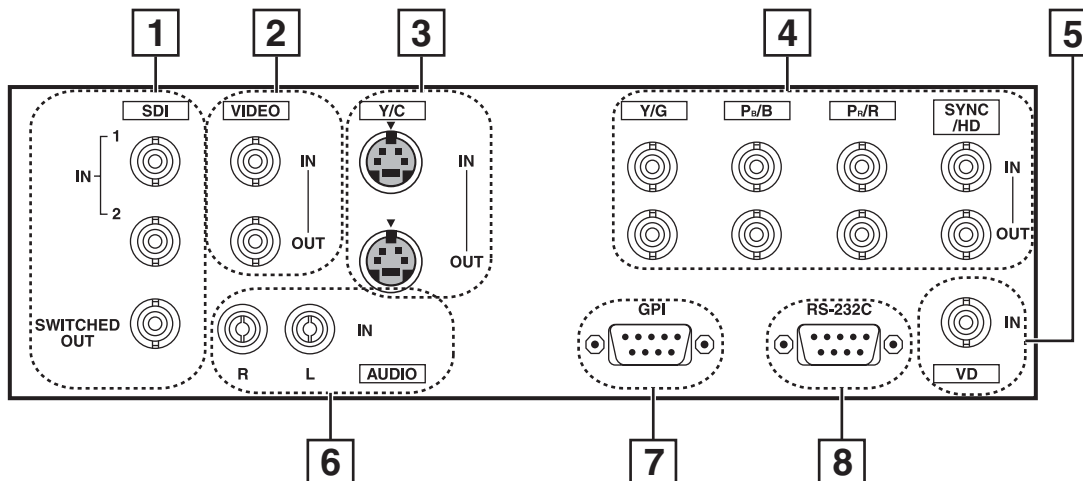 1 2 3 4 5
SDI VIDEO Y/C Y/G PB/B PR/R SYNC
/HD
1
IN
2
IN
OUT
IN
OUT
IN
OUT
SWITCHED
OUT
R L
IN
AUDIO
GPI
RS-232C
IN
VD
6 7 8